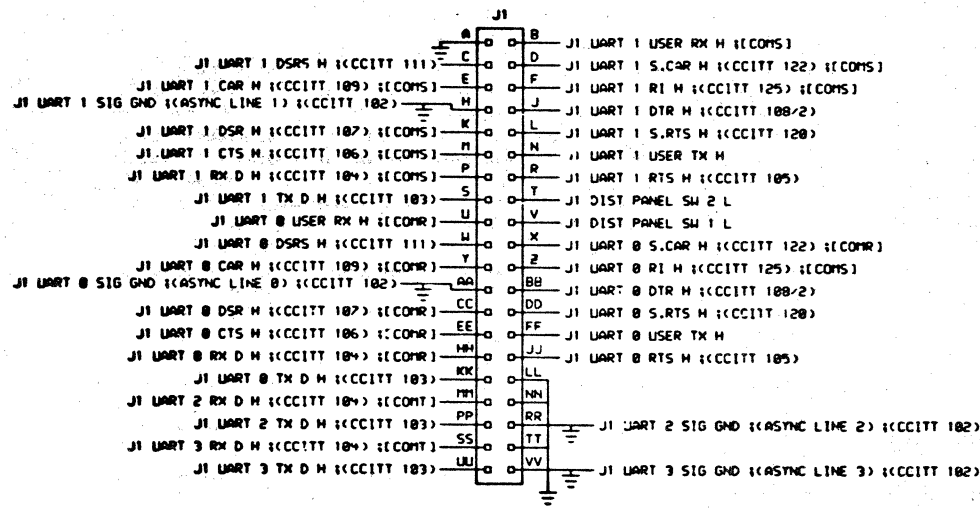 J1
A B J1 UART 1 USER RX H ;[COMS]
J1 UART 1 DSRS H ;(CCITT 111) C D J1 UART 1 S.CAR H ;(CCITT 122) ;[COMS]
J1 UART 1 CAR H ;(CCITT 109) ;[COMS] E F J1 UART 1 RI H ;(CCITT 125) ;[COMS]
J1 UART 1 SIG GND ;(ASYNC LINE 1) ;(CCITT 102) H J J1 UART 1 DTR H ;(CCITT 108/2)
J1 UART 1 DSR H ;(CCITT 107) ;[COMS] K L J1 UART 1 S.RTS H ;(CCITT 120)
J1 UART 1 CTS H ;(CCITT 106) ;[COMS] M N J1 UART 1 USER TX H
J1 UART 1 RX D H ;(CCITT 104) ;[COMS] P R J1 UART 1 RTS H ;(CCITT 105)
J1 UART 1 TX D H ;(CCITT 103) S T J1 DIST PANEL SW 2 L
J1 UART 0 USER RX H ;[COMR] U V J1 DIST PANEL SW 1 L
J1 UART 0 DSRS H ;(CCITT 111) W X J1 UART 0 S.CAR H ;(CCITT 122) ;[COMR]
J1 UART 0 CAR H ;(CCITT 109) ;[COMR] Y Z J1 UART 0 RI H ;(CCITT 125) ;[COMS]
J1 UART 0 SIG GND ;(ASYNC LINE 0) ;(CCITT 102) AA BB J1 UART 0 DTR H ;(CCITT 108/2)
J1 UART 0 DSR H ;(CCITT 107) ;[COMR] CC DD J1 UART 0 S.RTS H ;(CCITT 120)
J1 UART 0 CTS H ;(CCITT 106) ;[COMR] EE FF J1 UART 0 USER TX H
J1 UART 0 RX D H ;(CCITT 104) ;[COMR] HH JJ J1 UART 0 RTS H ;(CCITT 105)
J1 UART 0 TX D H ;(CCITT 103) KK LL
J1 UART 2 RX D H ;(CCITT 104) ;[COMT] MM NN
J1 UART 2 TX D H ;(CCITT 103) PP RR J1 UART 2 SIG GND ;(ASYNC LINE 2) ;(CCITT 102)
J1 UART 3 RX D H ;(CCITT 104) ;[COMT] SS TT
J1 UART 3 TX D H ;(CCITT 103) UU VV J1 UART 3 SIG GND ;(ASYNC LINE 3) ;(CCITT 102)